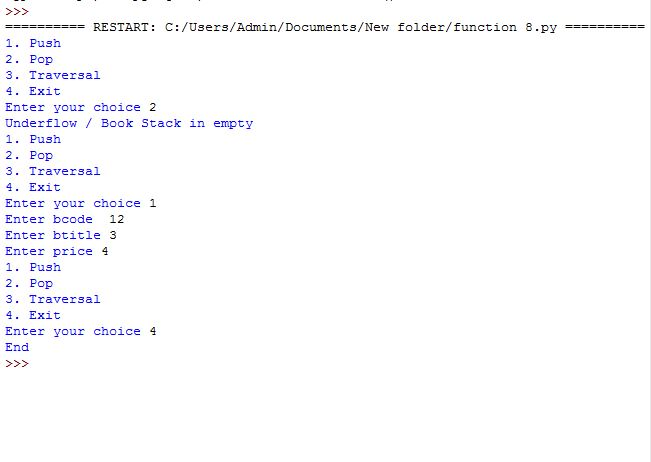 >>>
========== RESTART: C:/Users/Admin/Documents/New folder/function 8.py ==========
1. Push
2. Pop
3. Traversal
4. Exit
Enter your choice 2
Underflow / Book Stack in empty
1. Push
2. Pop
3. Traversal
4. Exit
Enter your choice 1
Enter bcode  12
Enter btitle 3
Enter price 4
1. Push
2. Pop
3. Traversal
4. Exit
Enter your choice 4
End
>>>